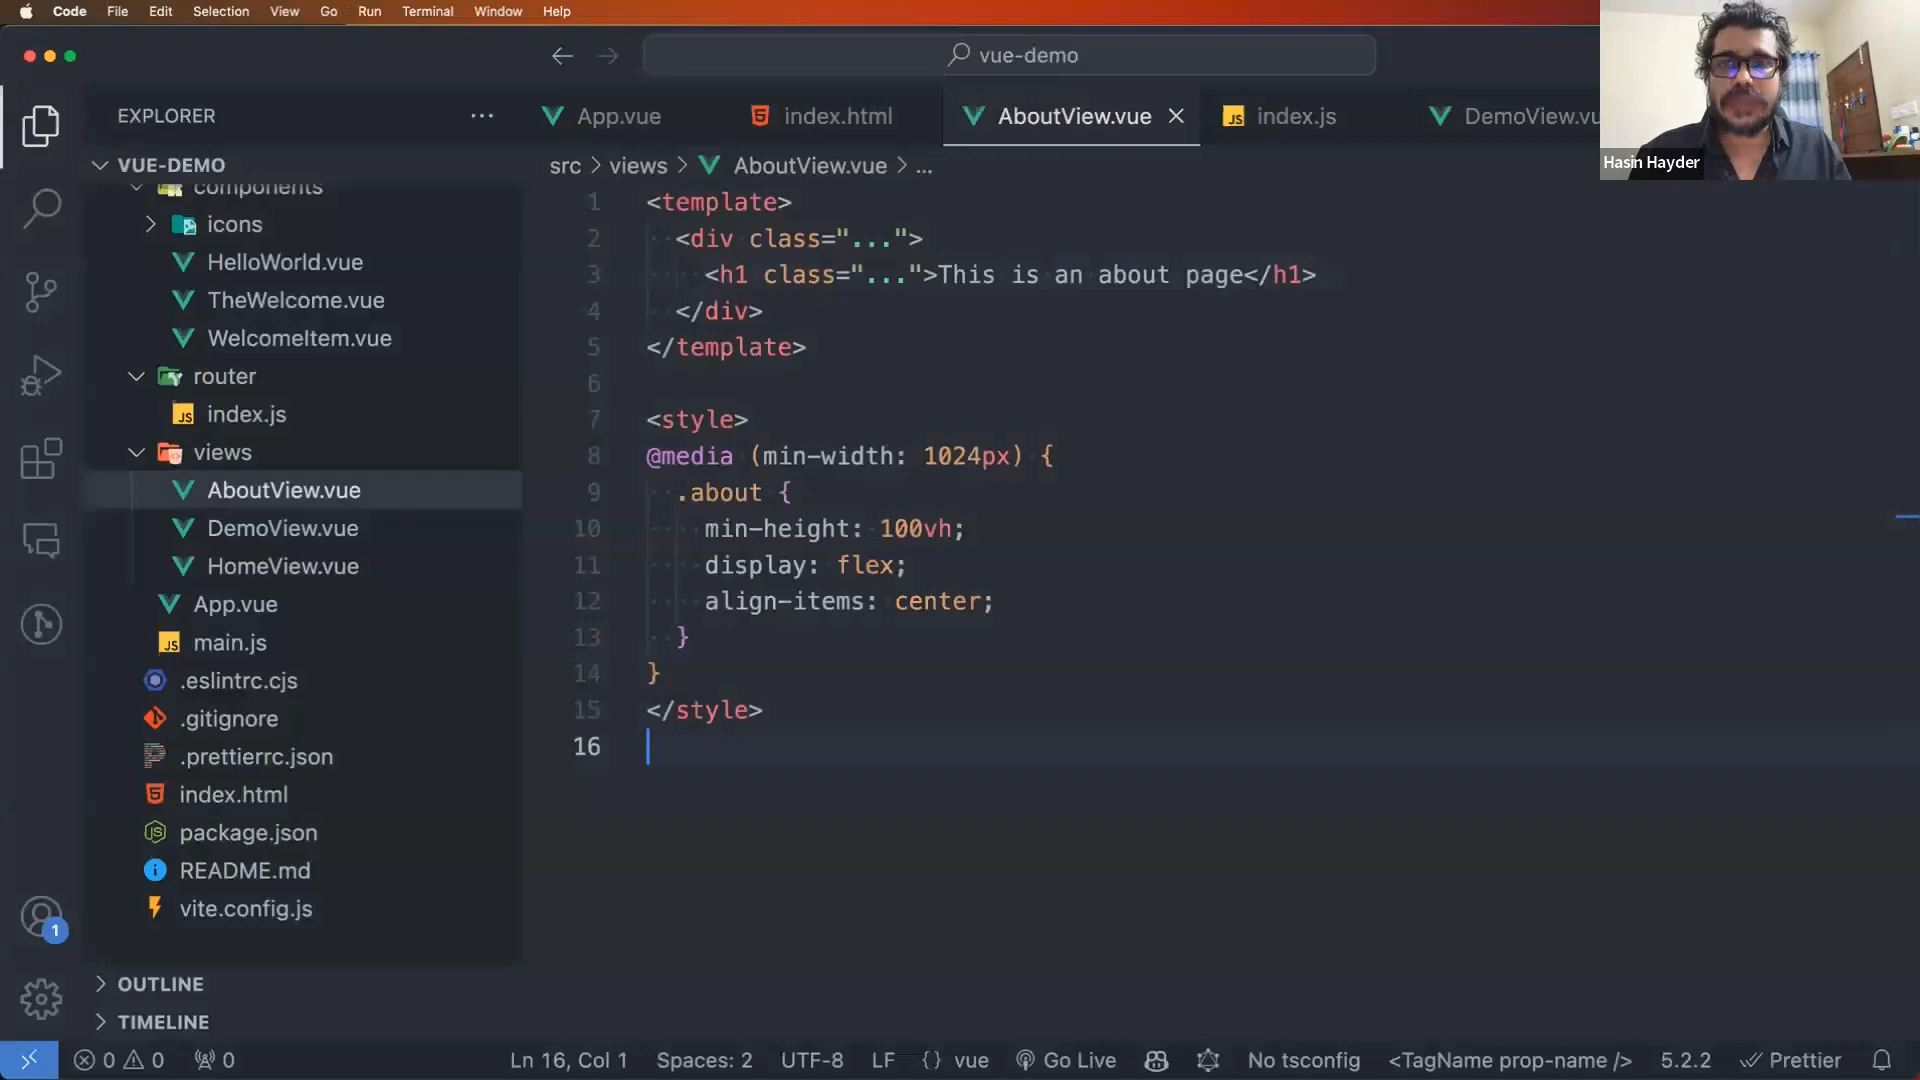 Code File Edit Selection View Go Run Terminal Window Help
vue-demo
EXPLORER
App.vue
index.html
AboutView.vue
index.js
DemoView.vu
Hasin Hayder
VUE-DEMO
src > views > AboutView.vue > ...
components
icons
HelloWorld.vue
TheWelcome.vue
WelcomeItem.vue
router
index.js
views
AboutView.vue
DemoView.vue
HomeView.vue
App.vue
main.js
.eslintrc.cjs
.gitignore
.prettierrc.json
index.html
package.json
README.md
vite.config.js
OUTLINE
TIMELINE
1 <template>
2 <div class="...">
3 <h1 class="...">This is an about page</h1>
4 </div>
5 </template>
6
7 <style>
8 @media (min-width: 1024px) {
9 .about {
10 min-height: 100vh;
11 display: flex;
12 align-items: center;
13 }
14 }
15 </style>
16
1
0 0 0 Ln 16, Col 1 Spaces: 2 UTF-8 LF {} vue Go Live No tsconfig <TagName prop-name /> 5.2.2 Prettier